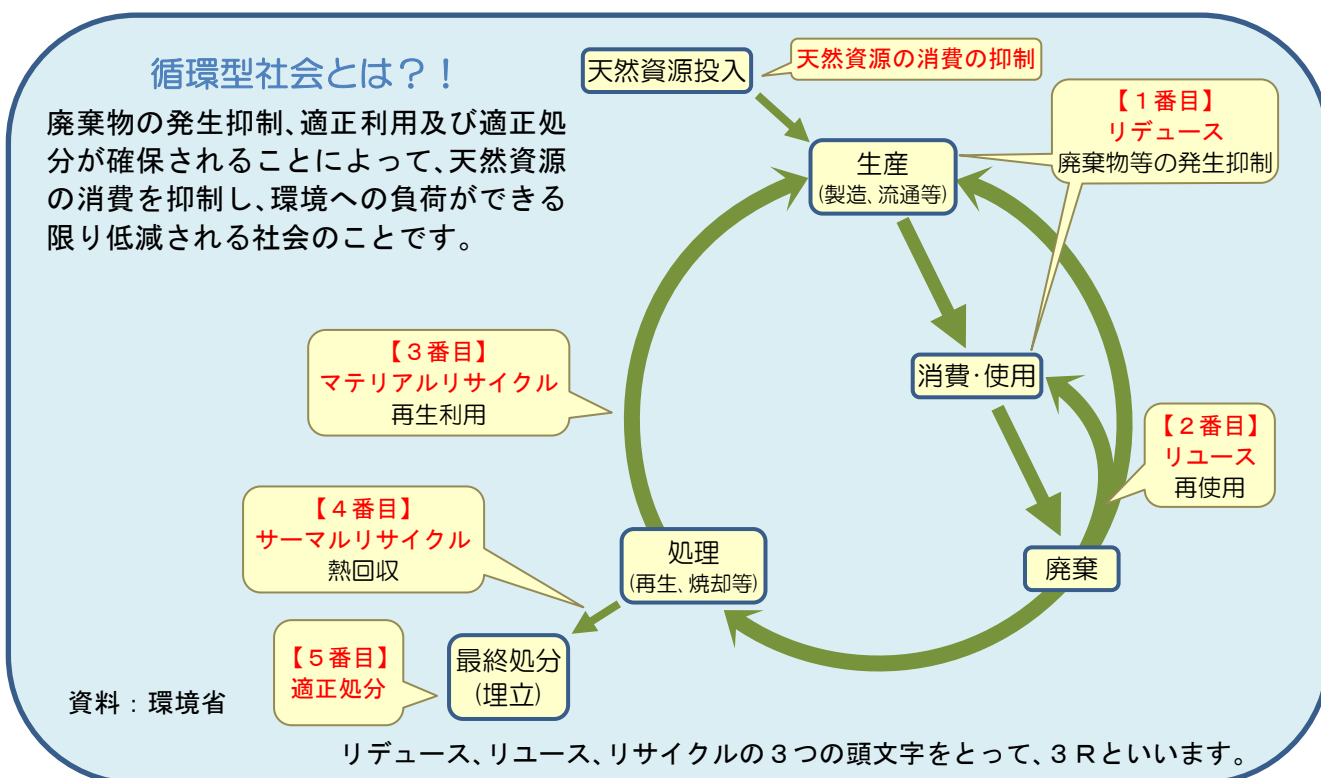 循環型社会とは？！
廃棄物の発生抑制、適正利用及び適正処
分が確保されることによって、天然資源
の消費を抑制し、環境への負荷ができる
限り低減される社会のことです。
天然資源投入
天然資源の消費の抑制
【１番目】
リデュース
廃棄物等の発生抑制
生産
(製造、流通等)
【３番目】
マテリアルリサイクル
再生利用
消費･使用
【２番目】
リユース
再使用
【４番目】
サーマルリサイクル
熱回収
処理
(再生、焼却等)
廃棄
【５番目】
適正処分
最終処分
(埋立)
資料：環境省
リデュース、リユース、リサイクルの３つの頭文字をとって、３Ｒといいます。